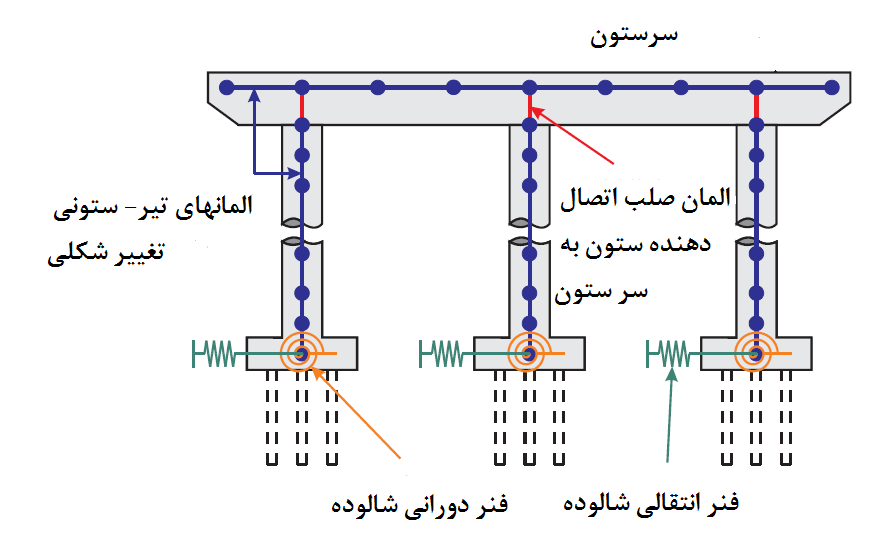 سرستون
المان صلب اتصال
دهنده ستون به
سر ستون
المانهای تیر- ستونی
تغییر شکلی
فنر دورانی شالوده
فنر انتقالی شالوده